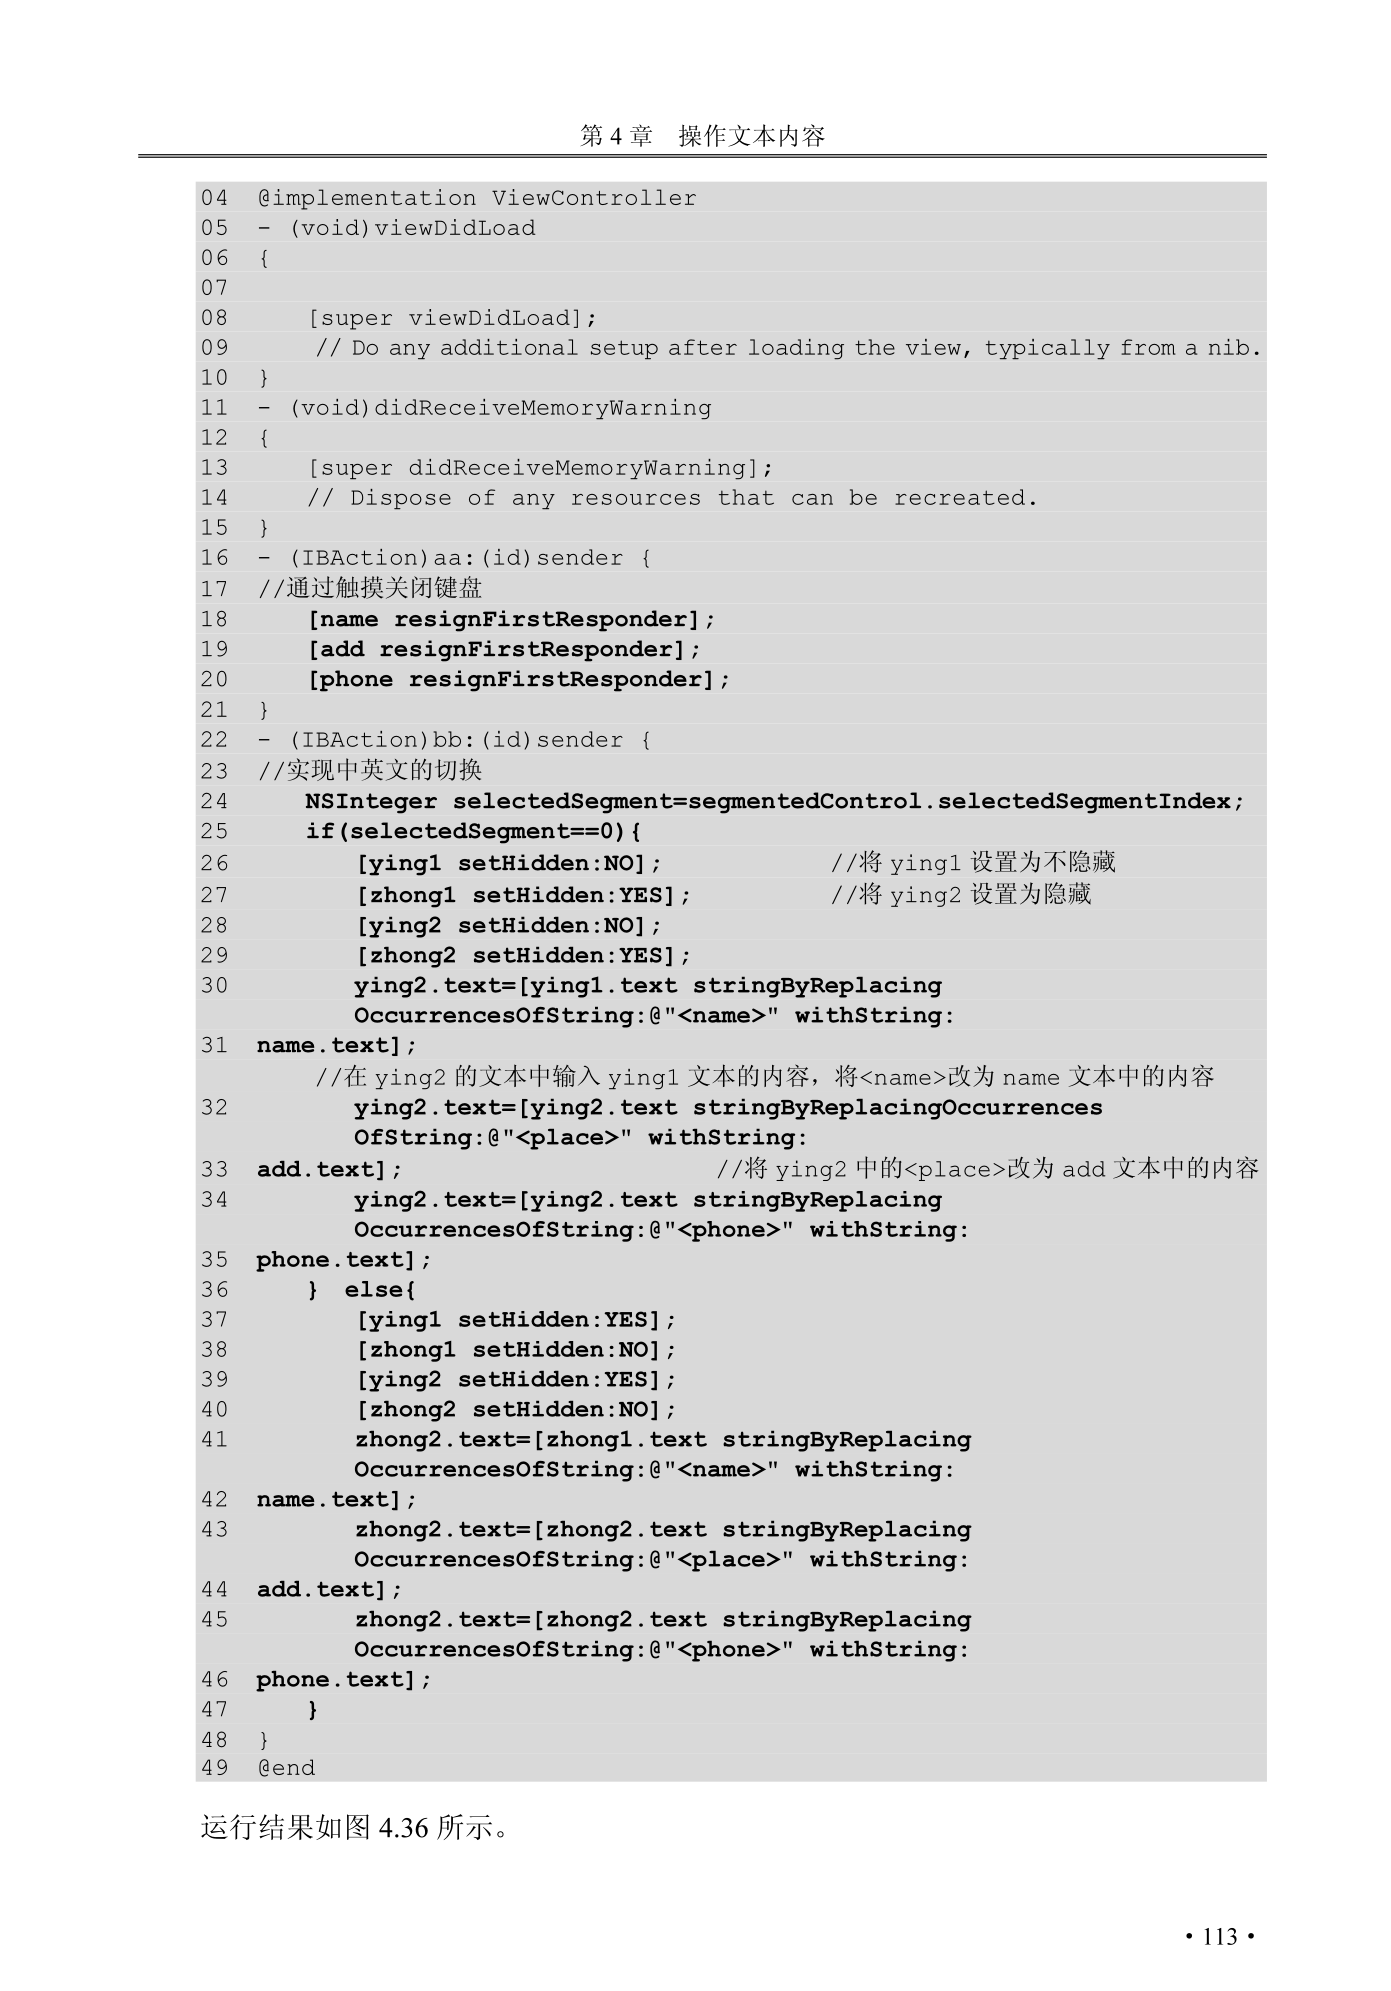 第 4 章　操作文本内容
04  @implementation ViewController
05  - (void)viewDidLoad
06  {
07
08      [super viewDidLoad];
09      // Do any additional setup after loading the view, typically from a nib.
10  }
11  - (void)didReceiveMemoryWarning
12  {
13      [super didReceiveMemoryWarning];
14      // Dispose of any resources that can be recreated.
15  }
16  - (IBAction)aa:(id)sender {
17  //通过触摸关闭键盘
18      [name resignFirstResponder];
19      [add resignFirstResponder];
20      [phone resignFirstResponder];
21  }
22  - (IBAction)bb:(id)sender {
23  //实现中英文的切换
24      NSInteger selectedSegment=segmentedControl.selectedSegmentIndex;
25      if(selectedSegment==0){
26          [ying1 setHidden:NO];            //将 ying1 设置为不隐藏
27          [zhong1 setHidden:YES];          //将 ying2 设置为隐藏
28          [ying2 setHidden:NO];
29          [zhong2 setHidden:YES];
30          ying2.text=[ying1.text stringByReplacing
            OccurrencesOfString:@"<name>" withString:
31  name.text];
        //在 ying2 的文本中输入 ying1 文本的内容，将<name>改为 name 文本中的内容
32          ying2.text=[ying2.text stringByReplacingOccurrences
            OfString:@"<place>" withString:
33  add.text];                      //将 ying2 中的<place>改为 add 文本中的内容
34          ying2.text=[ying2.text stringByReplacing
            OccurrencesOfString:@"<phone>" withString:
35  phone.text];
36      }  else{
37          [ying1 setHidden:YES];
38          [zhong1 setHidden:NO];
39          [ying2 setHidden:YES];
40          [zhong2 setHidden:NO];
41          zhong2.text=[zhong1.text stringByReplacing
            OccurrencesOfString:@"<name>" withString:
42  name.text];
43          zhong2.text=[zhong2.text stringByReplacing
            OccurrencesOfString:@"<place>" withString:
44  add.text];
45          zhong2.text=[zhong2.text stringByReplacing
            OccurrencesOfString:@"<phone>" withString:
46  phone.text];
47      }
48  }
49  @end
运行结果如图 4.36 所示。
• 113 •